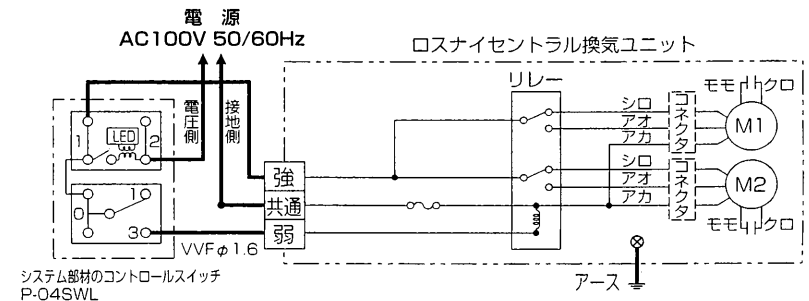 電 源
AC100V 50/60Hz
ロスナイセントラル換気ユニット
電圧側
接地側
リレー
シロ
アオ
アカ
コネクタ
モモ
クロ
M1
1
LED
2
強
共通
弱
シロ
アオ
アカ
コネクタ
M2
モモ
クロ
0
1
3
VVFφ1.6
アース
システム部材のコントロールスイッチ
P-04SWL